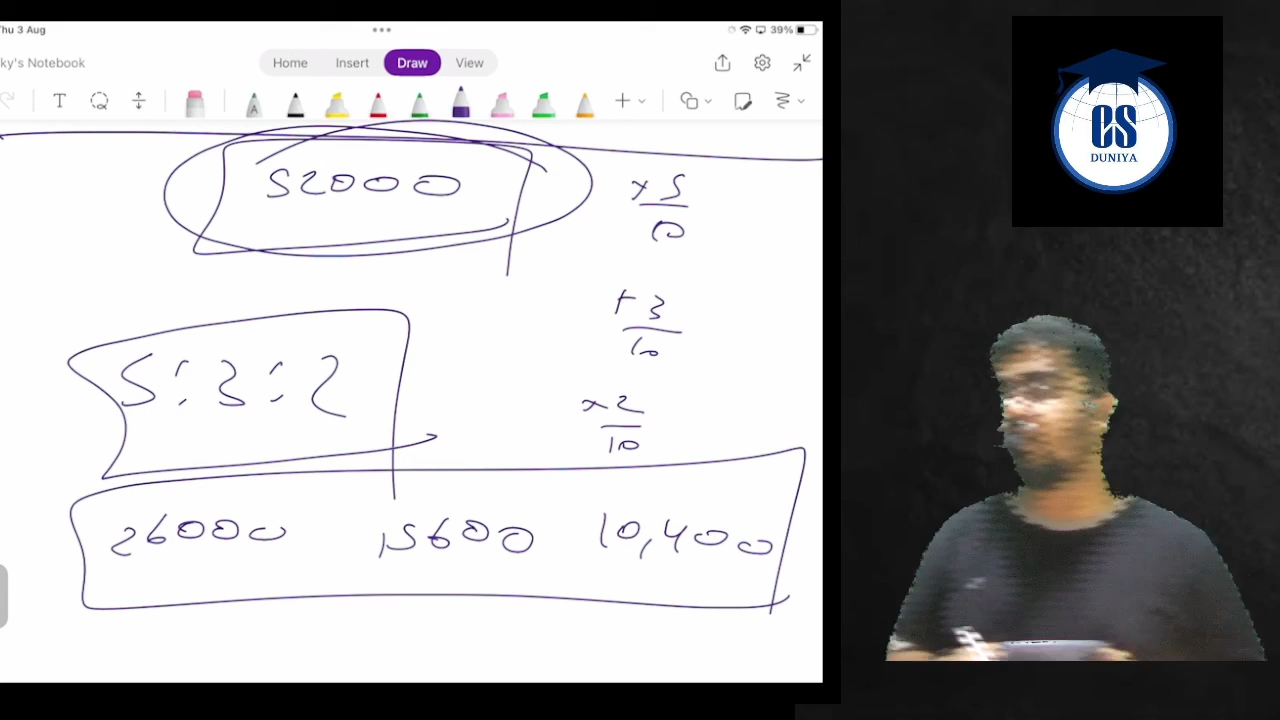 Thu 3 Aug
39%
ky's Notebook
Home Insert Draw View
T
A
52000
x 5
10
+ 3
10
5 : 3 : 2
x 2
10
26000 15600 10,400
CS
DUNIYA